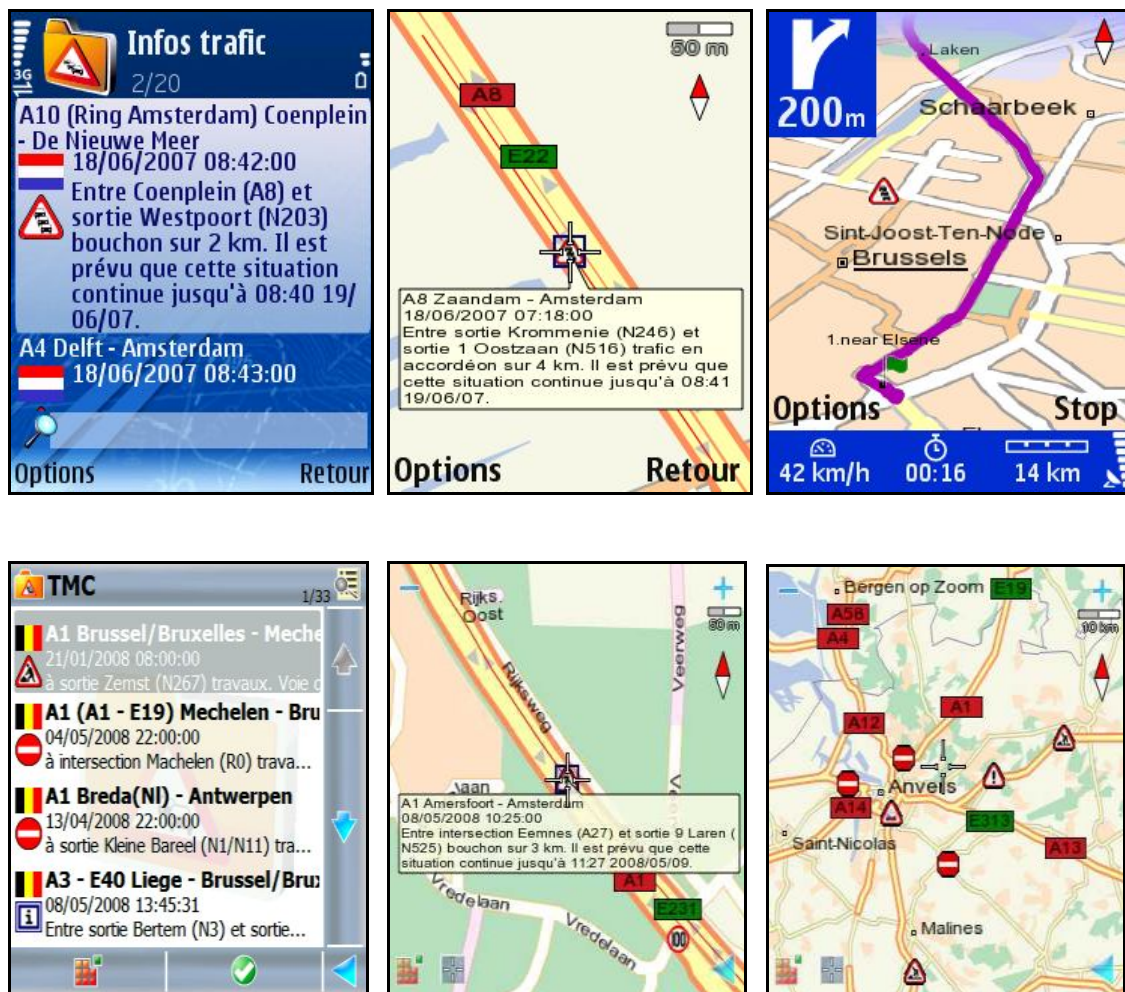 Infos trafic
3G
2/20
A10 (Ring Amsterdam) Coenplein
- De Nieuwe Meer
18/06/2007 08:42:00
Entre Coenplein (A8) et
sortie Westpoort (N203)
bouchon sur 2 km. Il est
prévu que cette situation
continue jusqu'à 08:40 19/
06/07.
A4 Delft - Amsterdam
18/06/2007 08:43:00
Options
Retour
50 m
A8
E22
A8 Zaandam - Amsterdam
18/06/2007 07:18:00
Entre sortie Krommenie (N246) et
sortie 1 Oostzaan (N516) trafic en
accordéon sur 4 km. Il est prévu que
cette situation continue jusqu'à 08:41
19/06/07.
Options
Retour
200m
Laken
Schaarbeek
Sint-Joost-Ten-Node
Brussels
1.near Elsene
Options
Stop
42 km/h
00:16
14 km
TMC
1/33
A1 Brussel/Bruxelles - Meche
21/01/2008 08:00:00
à sortie Zemst (N267) travaux. Voie
A1 (A1 - E19) Mechelen - Bru
04/05/2008 22:00:00
à intersection Machelen (R0) trava...
A1 Breda(Nl) - Antwerpen
13/04/2008 22:00:00
à sortie Kleine Bareel (N1/N11) tra...
A3 - E40 Liege - Brussel/Brux
08/05/2008 13:45:31
Entre sortie Bertem (N3) et sortie...
Rijks.
Oost
50 m
Veerweg
Rijksweg
A1 Amersfoort - Amsterdam
08/05/2008 10:25:00
Entre intersection Eemnes (A27) et sortie 9 Laren (
N525) bouchon sur 3 km. Il est prévu que cette
situation continue jusqu'à 11:27 2008/05/09.
A1
E231
100
Vredelaan
Vredelaan
Bergen op Zoom
E19
A58
A4
10 km
A1
A12
Anvers
A14
E313
Saint-Nicolas
A13
Malines